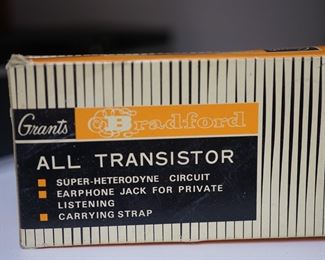 Grants Bradford
ALL TRANSISTOR
SUPER-HETERODYNE CIRCUIT
EARPHONE JACK FOR PRIVATE
LISTENING
CARRYING STRAP